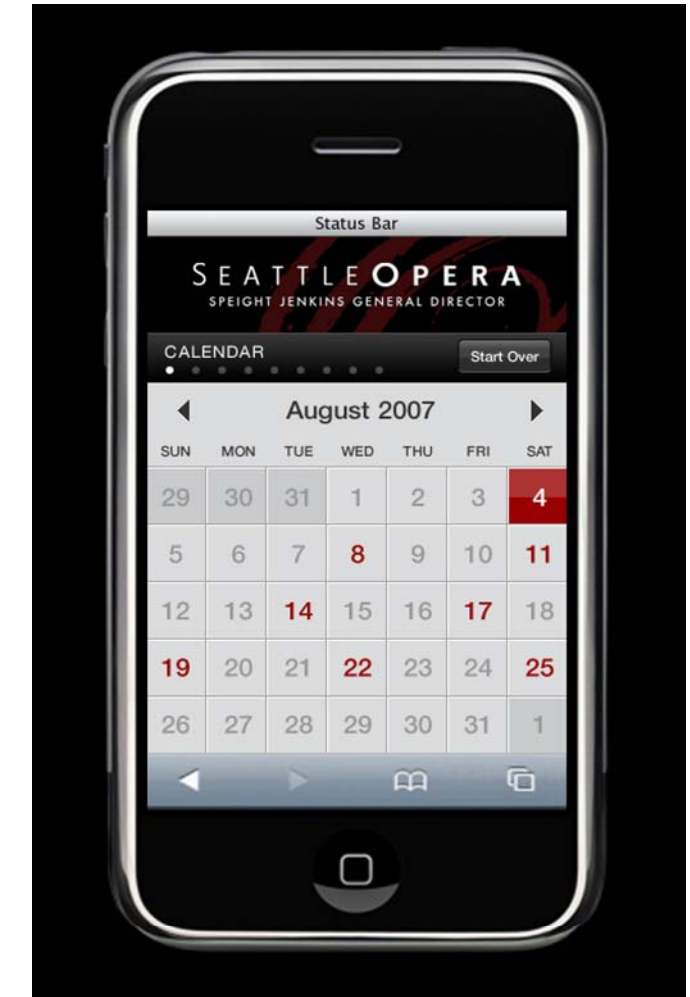 Status Bar
SEATTLE OPERA
SPEIGHT JENKINS GENERAL DIRECTOR
CALENDAR
Start Over
August 2007
SUN MON TUE WED THU FRI SAT
29 30 31 1 2 3 4
5 6 7 8 9 10 11
12 13 14 15 16 17 18
19 20 21 22 23 24 25
26 27 28 29 30 31 1